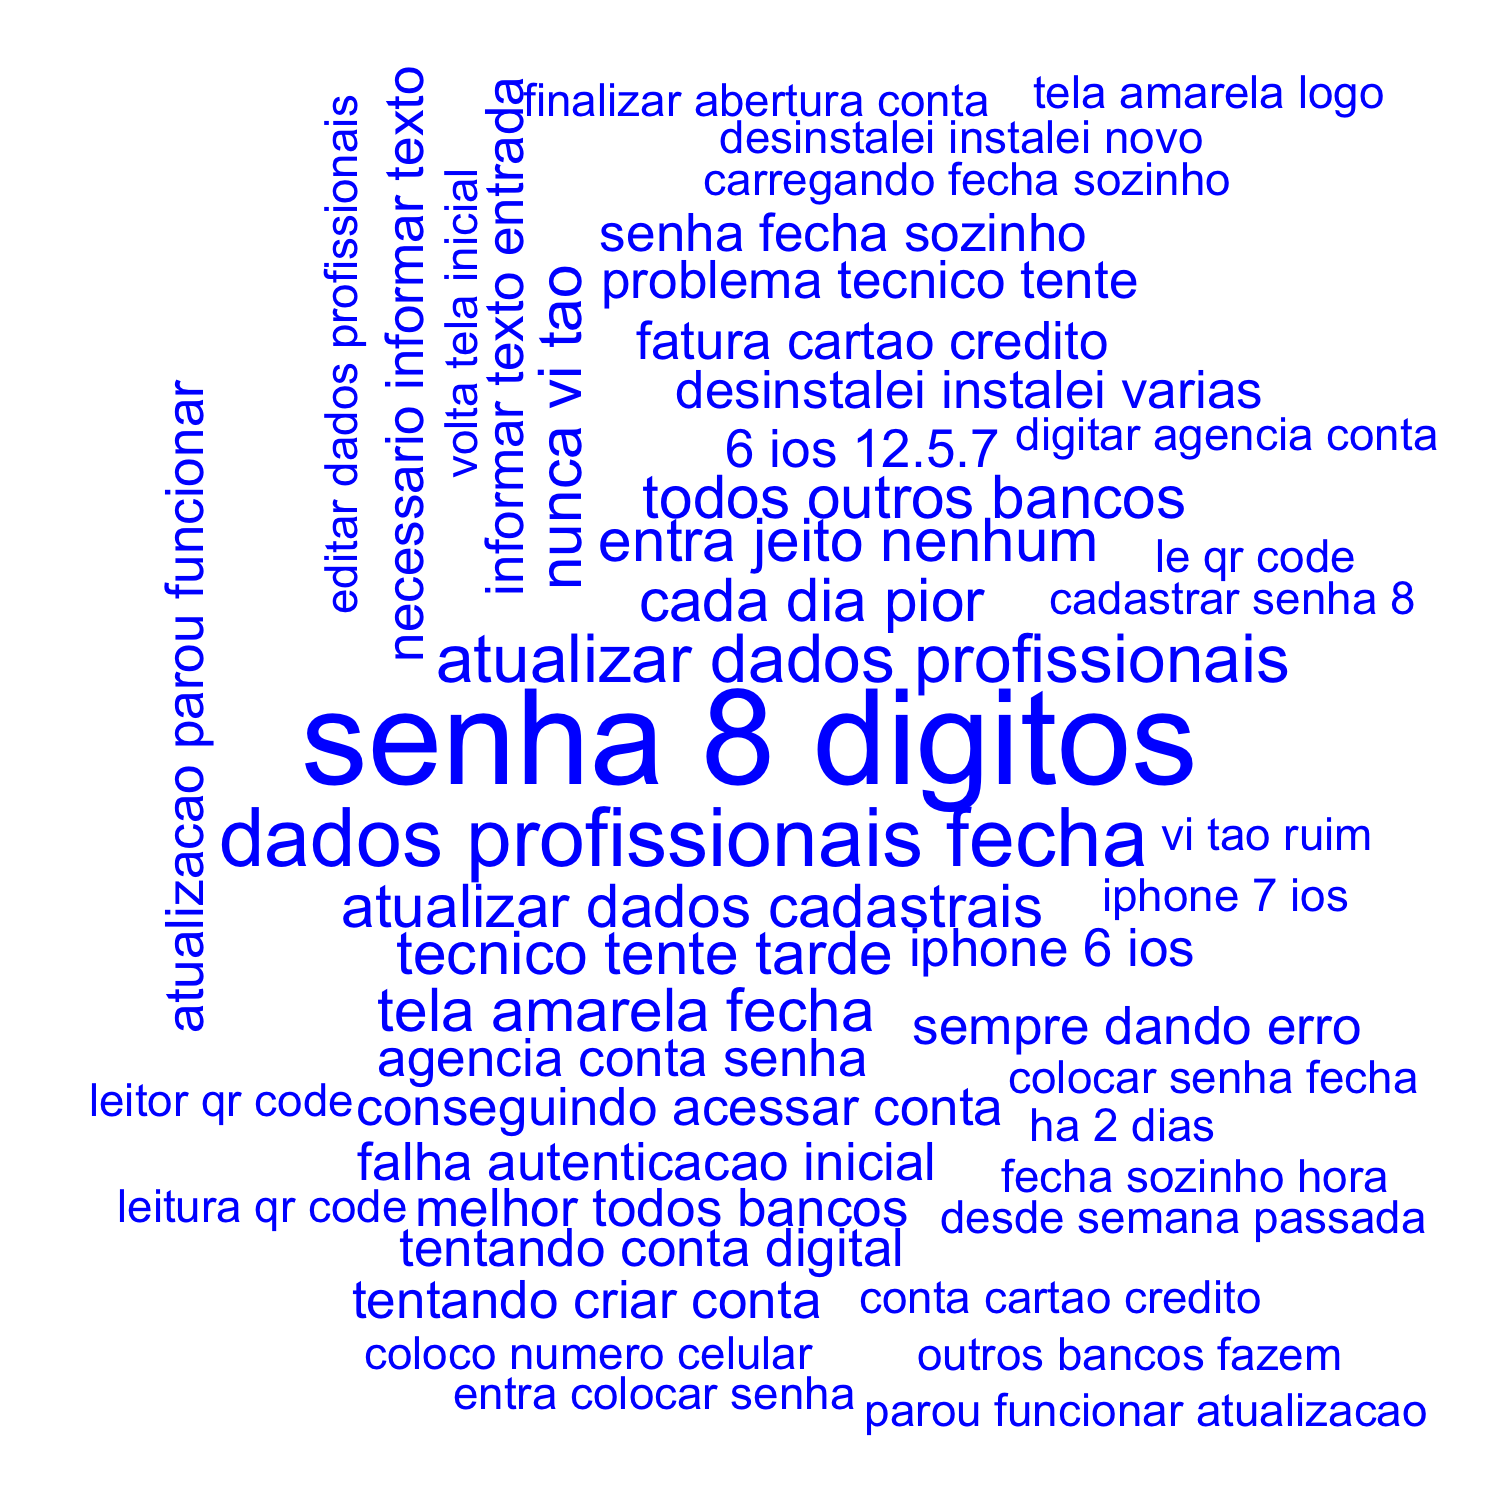 finalizar abertura conta
tela amarela logo
desinstalei instalei novo
carregando fecha sozinho
senha fecha sozinho
problema tecnico tente
fatura cartao credito
desinstalei instalei varias
6 ios 12.5.7
digitar agencia conta
todos outros bancos
entra jeito nenhum
le qr code
cada dia pior
cadastrar senha 8
atualizar dados profissionais
senha 8 digitos
dados profissionais fecha
vi tao ruim
atualizar dados cadastrais
iphone 7 ios
tecnico tente tarde
iphone 6 ios
tela amarela fecha
sempre dando erro
agencia conta senha
colocar senha fecha
leitor qr code
conseguindo acessar conta
ha 2 dias
falha autenticacao inicial
fecha sozinho hora
leitura qr code
melhor todos bancos
desde semana passada
tentando conta digital
tentando criar conta
conta cartao credito
coloco numero celular
outros bancos fazem
entra colocar senha
parou funcionar atualizacao
atualizacao parou funcionar
editar dados profissionais
necessario informar texto
volta tela inicial
informar texto entrada
nunca vi tao